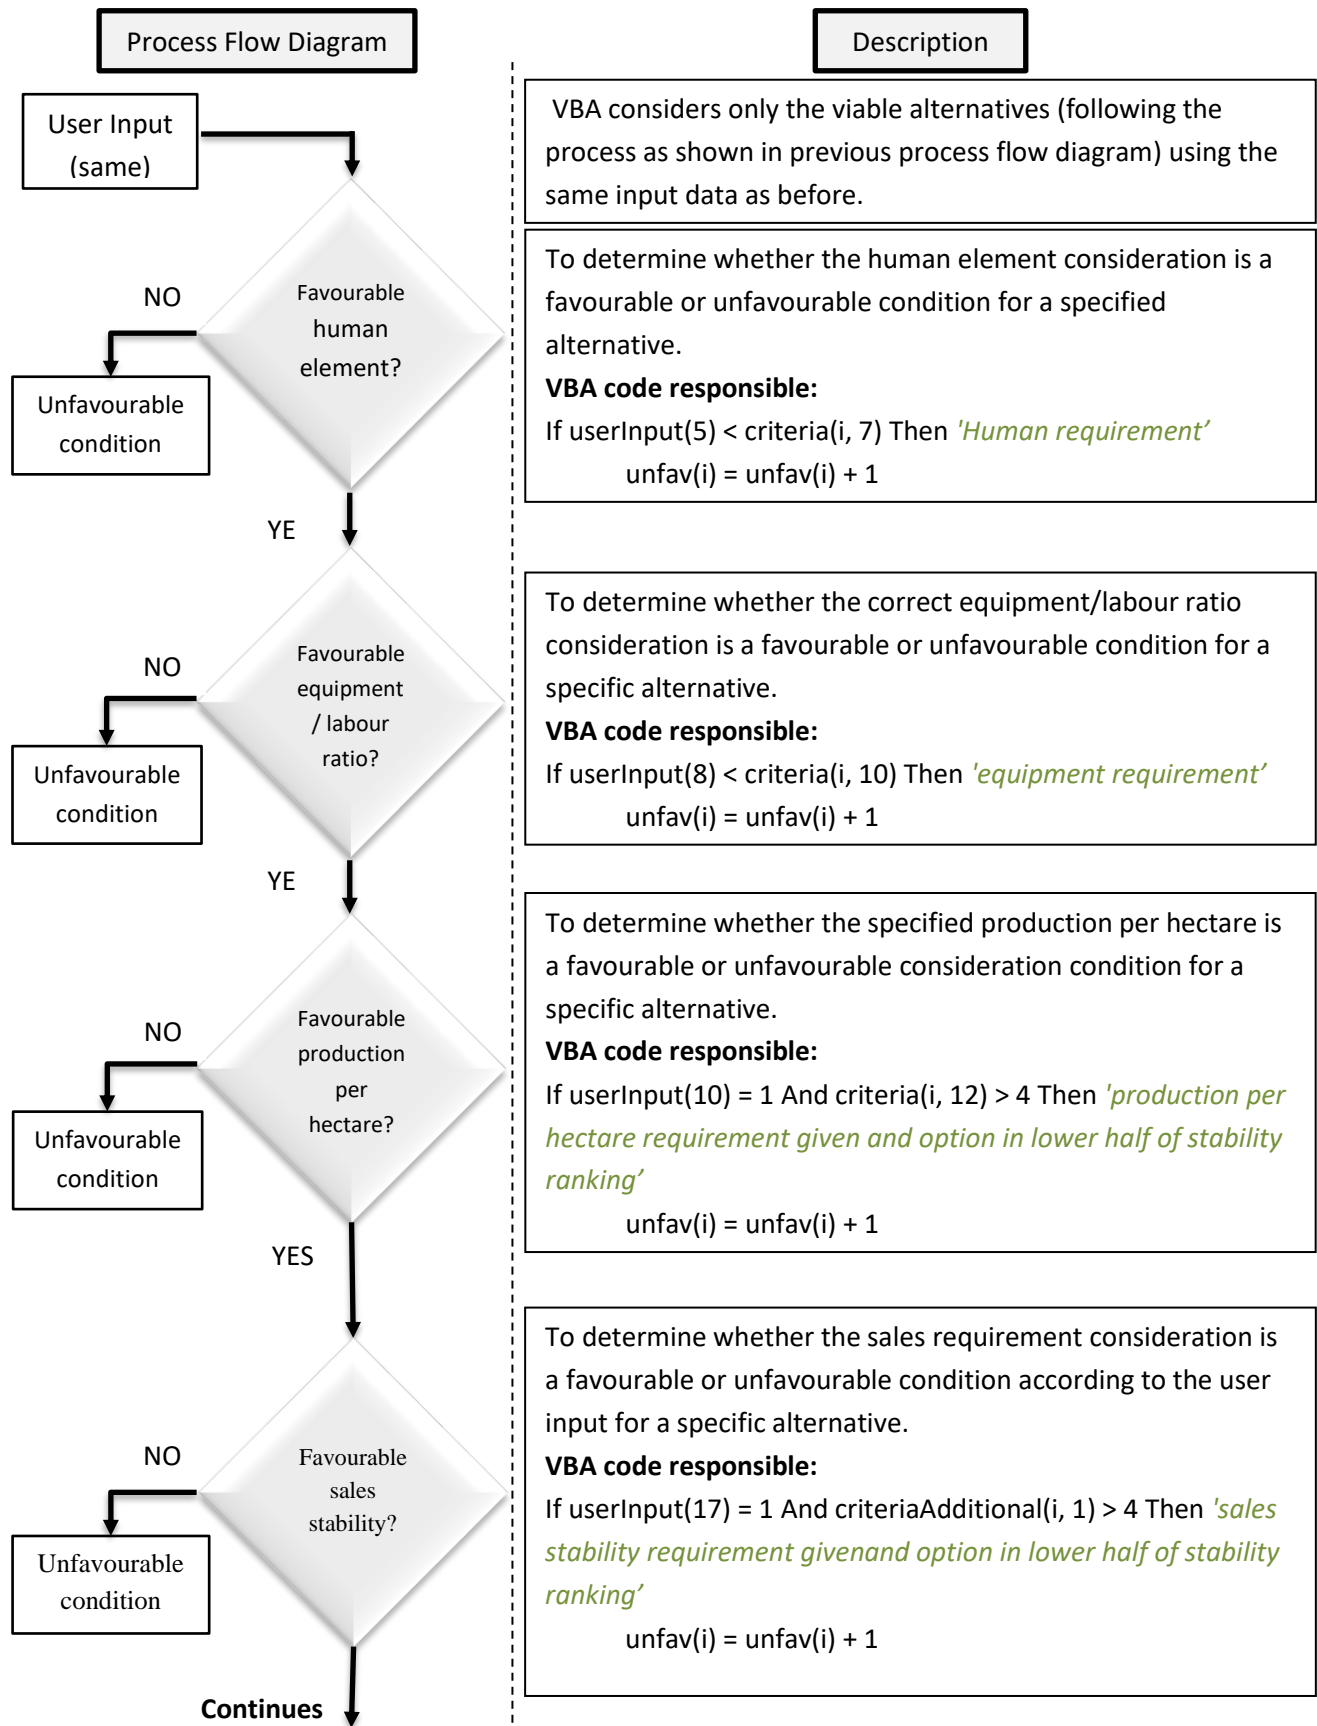 Process Flow Diagram
Description
User Input
(same)
VBA considers only the viable alternatives (following the
process as shown in previous process flow diagram) using the
same input data as before.
NO
Favourable
human
element?
Unfavourable
condition
To determine whether the human element consideration is a
favourable or unfavourable condition for a specified
alternative.
VBA code responsible:
If userInput(5) < criteria(i, 7) Then 'Human requirement’
unfav(i) = unfav(i) + 1
YE
NO
Favourable
equipment
/ labour
ratio?
Unfavourable
condition
To determine whether the correct equipment/labour ratio
consideration is a favourable or unfavourable condition for a
specific alternative.
VBA code responsible:
If userInput(8) < criteria(i, 10) Then 'equipment requirement’
unfav(i) = unfav(i) + 1
YE
NO
Favourable
production
per
hectare?
Unfavourable
condition
To determine whether the specified production per hectare is
a favourable or unfavourable consideration condition for a
specific alternative.
VBA code responsible:
If userInput(10) = 1 And criteria(i, 12) > 4 Then 'production per
hectare requirement given and option in lower half of stability
ranking’
unfav(i) = unfav(i) + 1
YES
NO
Favourable
sales
stability?
Unfavourable
condition
To determine whether the sales requirement consideration is
a favourable or unfavourable condition according to the user
input for a specific alternative.
VBA code responsible:
If userInput(17) = 1 And criteriaAdditional(i, 1) > 4 Then 'sales
stability requirement givenand option in lower half of stability
ranking’
unfav(i) = unfav(i) + 1
Continues